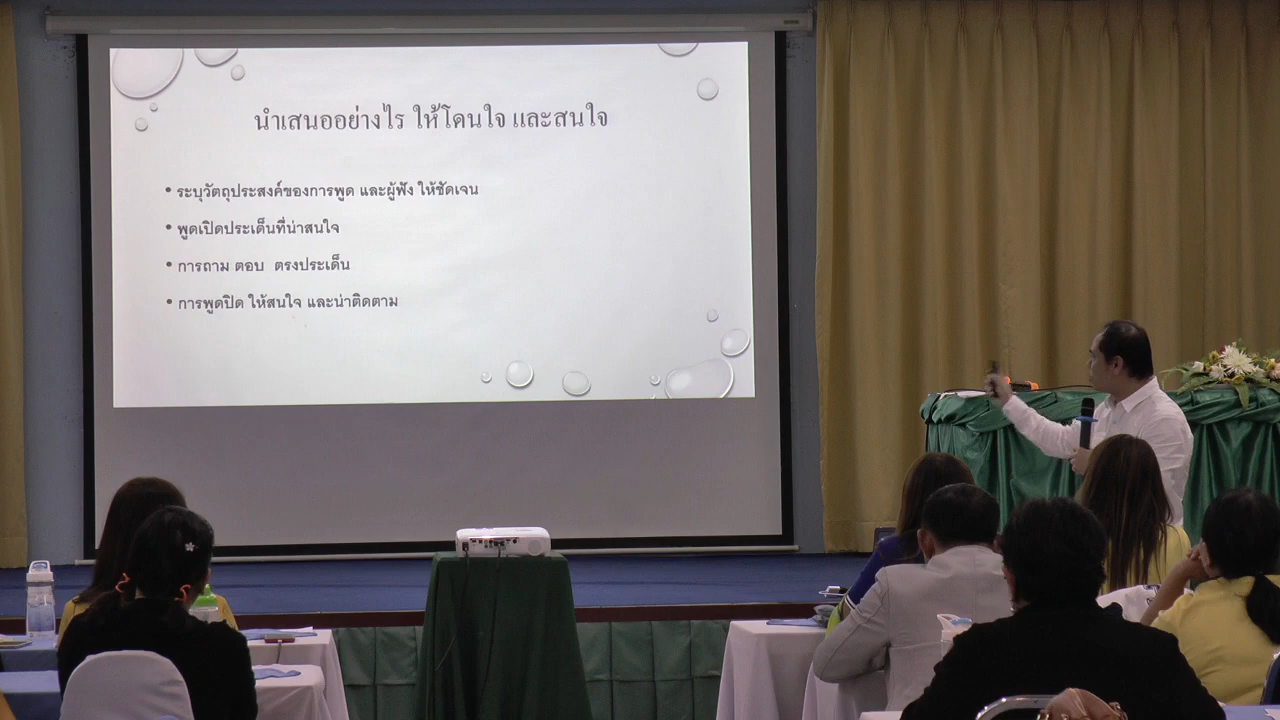 นำเสนออย่างไร ให้โดนใจ และสนใจ
• ระบุวัตถุประสงค์ของการพูด และผู้ฟัง ให้ชัดเจน
• พูดเปิดประเด็นที่น่าสนใจ
• การถาม ตอบ ตรงประเด็น
• การพูดปิด ให้สนใจ และน่าติดตาม